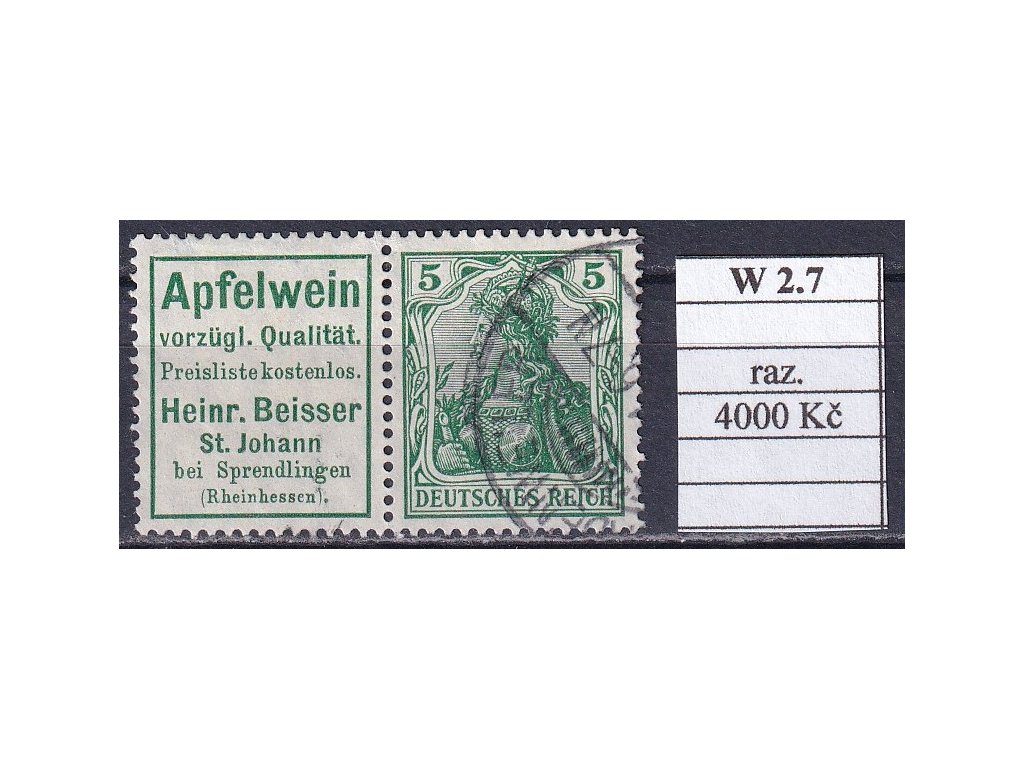 Apfelwein
vorzügl. Qualität.
Preisliste kostenlos.
Heinr. Beisser
St. Johann
bei Sprendlingen
(Rheinhessen).
5 5
DEUTSCHES REICH
W 2.7
raz.
4000 Kč